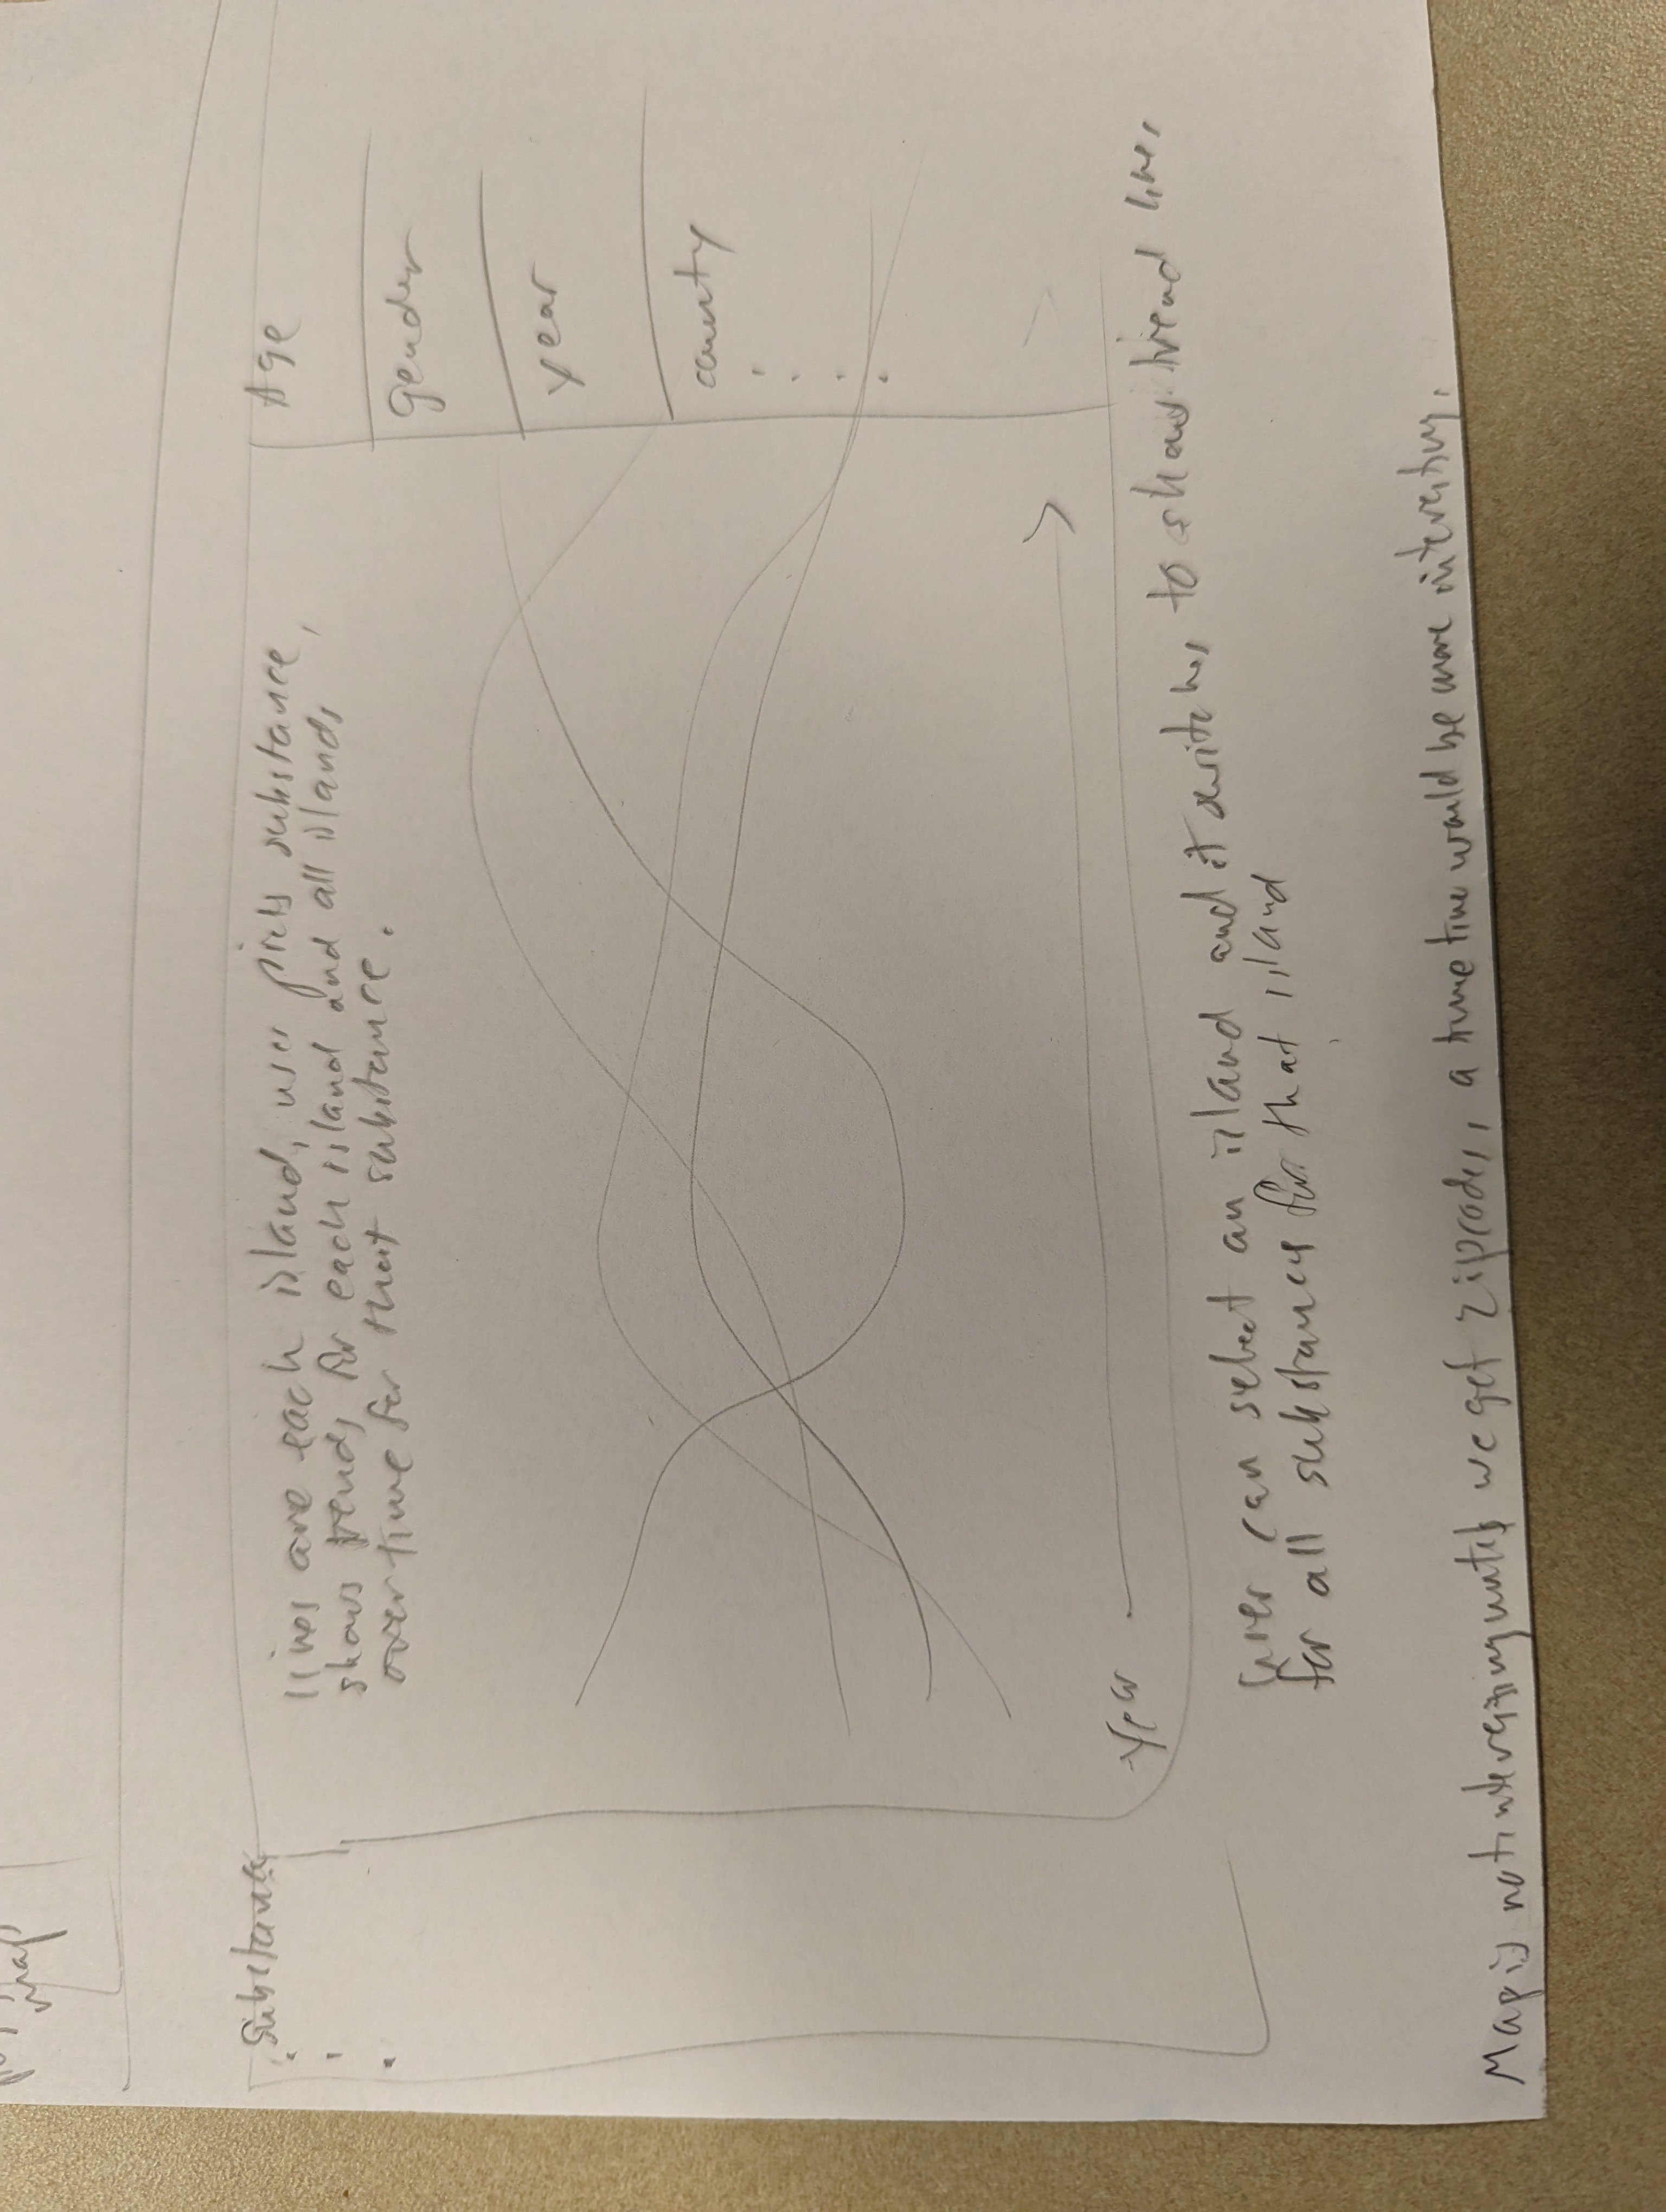 map
Substance
lines are each island, user picks substance,
shows trends for each island and all islands
over time for that substance.
Age
gender
year
county
year
user can select an island and it switches to show trend lines
for all substances for that island
Map is not interesting until we get zipcodes, a time line would be more interesting.